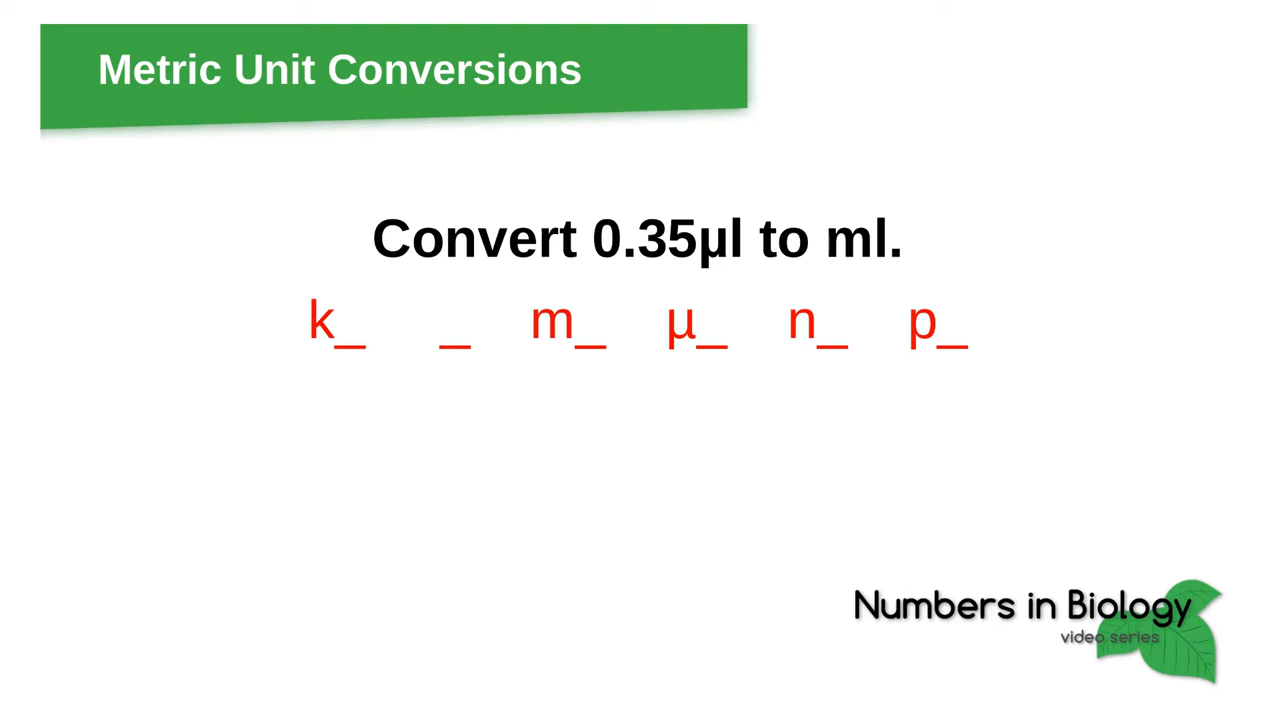 Metric Unit Conversions
Convert 0.35µl to ml.
k_ _ m_ µ_ n_ p_
Numbers in Biology
video series